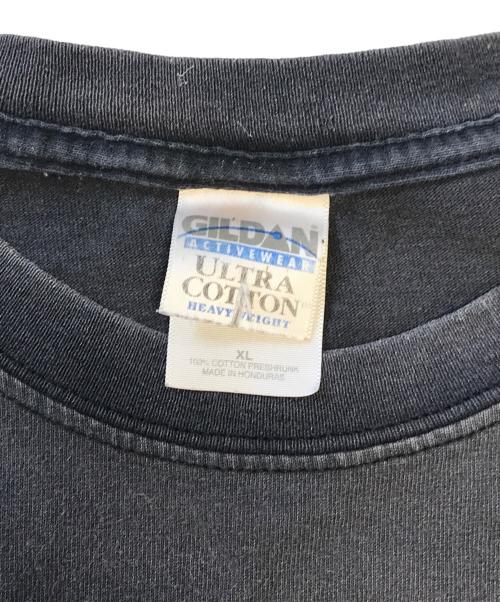 GILDAN
ACTIVEWEAR
ULTRA
COTTON
HEAVYWEIGHT
XL
100% COTTON PRESHRUNK
MADE IN HONDURAS